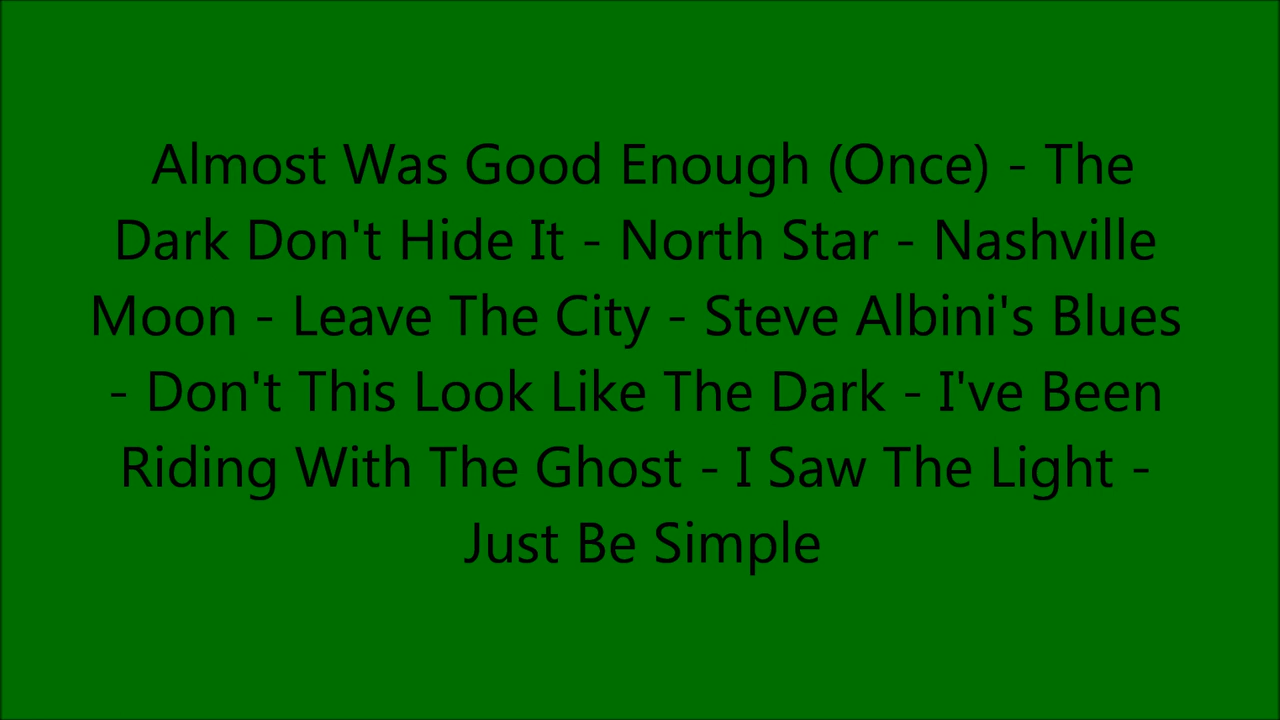 Almost Was Good Enough (Once) - The
Dark Don't Hide It - North Star - Nashville
Moon - Leave The City - Steve Albini's Blues
- Don't This Look Like The Dark - I've Been
Riding With The Ghost - I Saw The Light -
Just Be Simple